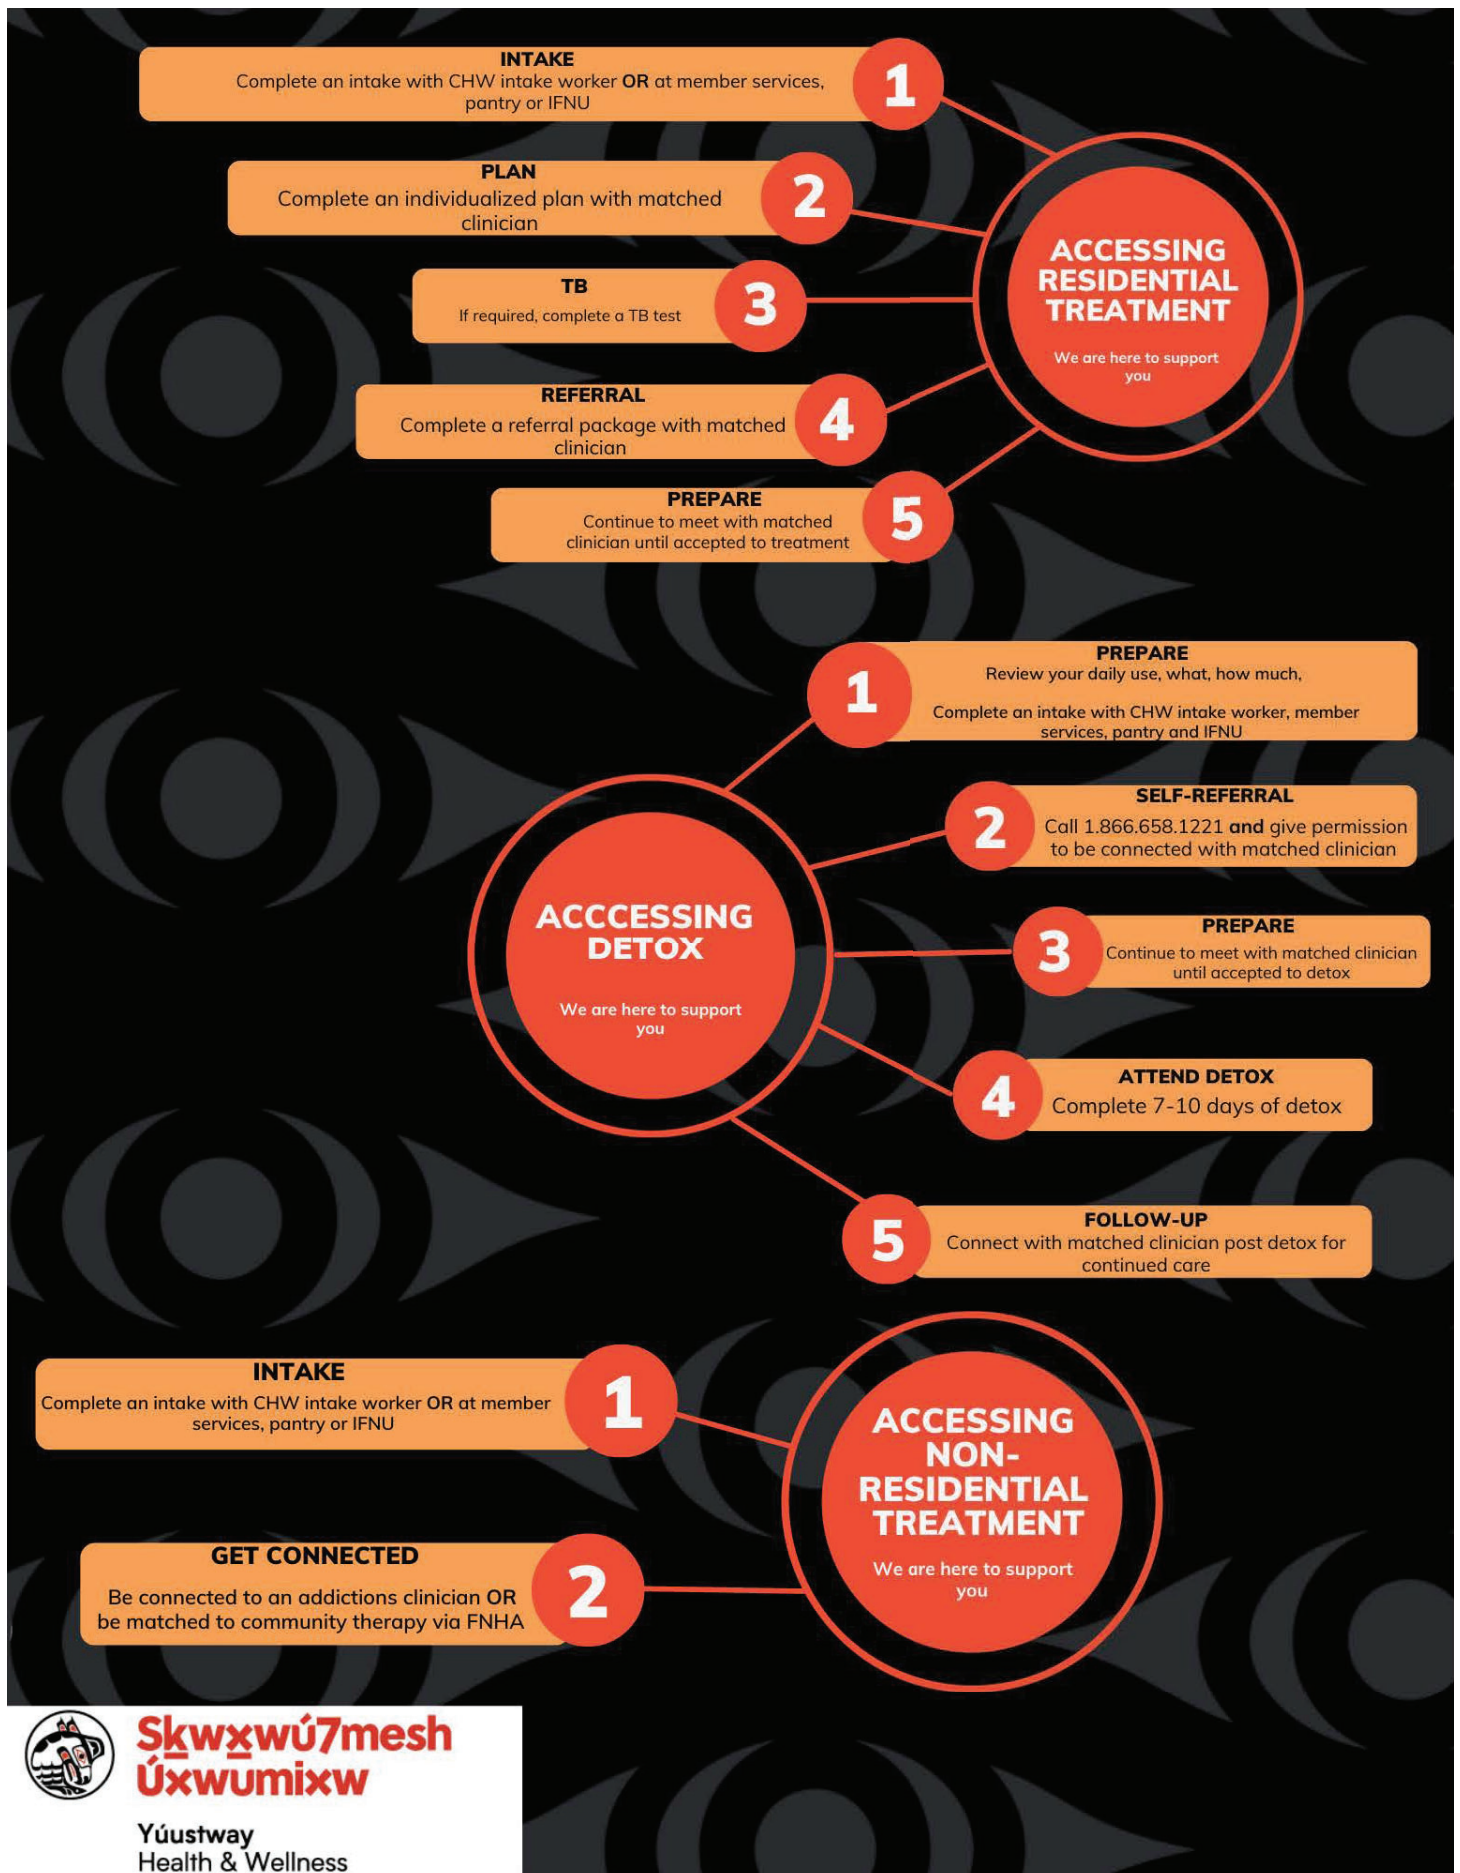 INTAKE
Complete an intake with CHW intake worker OR at member services,
pantry or IFNU
1
PLAN
Complete an individualized plan with matched
clinician
2
TB
If required, complete a TB test
3
REFERRAL
Complete a referral package with matched
clinician
4
PREPARE
Continue to meet with matched
clinician until accepted to treatment
5
ACCESSING
RESIDENTIAL
TREATMENT
We are here to support
you
1
PREPARE
Review your daily use, what, how much,
Complete an intake with CHW intake worker, member
services, pantry and IFNU
2
SELF-REFERRAL
Call 1.866.658.1221 and give permission
to be connected with matched clinician
3
PREPARE
Continue to meet with matched clinician
until accepted to detox
4
ATTEND DETOX
Complete 7-10 days of detox
5
FOLLOW-UP
Connect with matched clinician post detox for
continued care
ACCCESSING
DETOX
We are here to support
you
INTAKE
Complete an intake with CHW intake worker OR at member
services, pantry or IFNU
1
GET CONNECTED
Be connected to an addictions clinician OR
be matched to community therapy via FNHA
2
ACCESSING
NON-
RESIDENTIAL
TREATMENT
We are here to support
you
Sḵwx̱wú7mesh
Úxwumixw
Yúustway
Health & Wellness